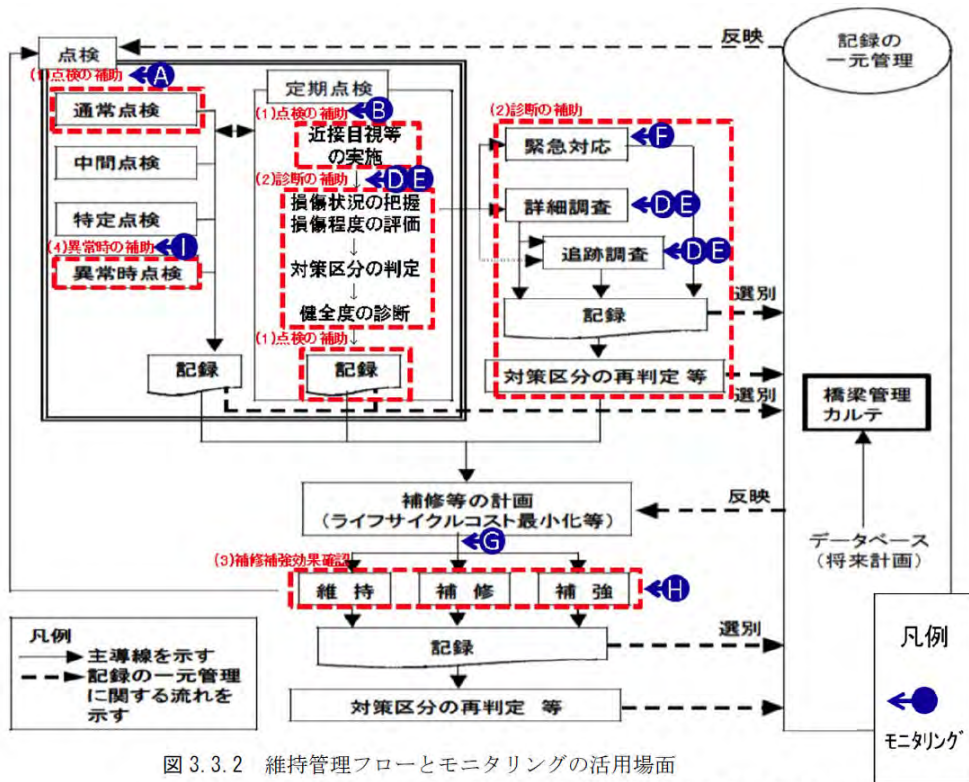 反映
記録の
一元管理
点検
(1)点検の補助
A
通常点検
中間点検
特定点検
(4)異常時の補助
I
異常時点検
記録
定期点検
(1)点検の補助
B
近接目視等
の実施
(2)診断の補助
D E
損傷状況の把握
損傷程度の評価
対策区分の判定
健全度の診断
(1)点検の補助
記録
(2)診断の補助
緊急対応
F
詳細調査
D E
追跡調査
D E
記録
選別
対策区分の再判定 等
選別
橋梁管理
カルテ
データベース
(将来計画)
補修等の計画
(ライフサイクルコスト最小化等)
反映
G
(3)補修補強効果確認
維 持
補 修
補 強
H
記録
選別
対策区分の再判定 等
凡例
主導線を示す
記録の一元管理
に関する流れを
示す
凡例
モニタリング
図 3.3.2 維持管理フローとモニタリングの活用場面